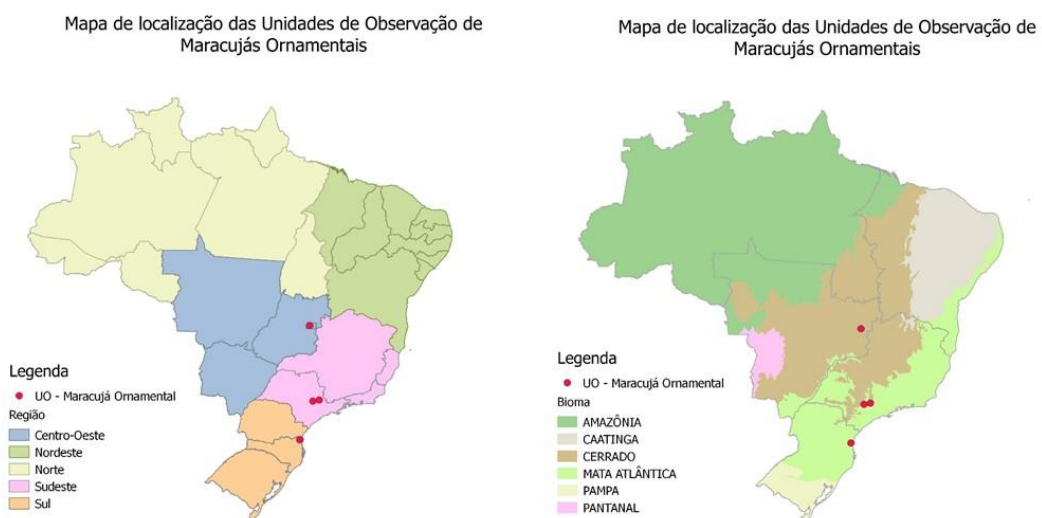 Mapa de localização das Unidades de Observação de
Maracujás Ornamentais
Legenda
UO - Maracujá Ornamental
Região
Centro-Oeste
Nordeste
Norte
Sudeste
Sul
Mapa de localização das Unidades de Observação de
Maracujás Ornamentais
Legenda
UO - Maracujá Ornamental
Bioma
AMAZÔNIA
CAATINGA
CERRADO
MATA ATLÂNTICA
PAMPA
PANTANAL